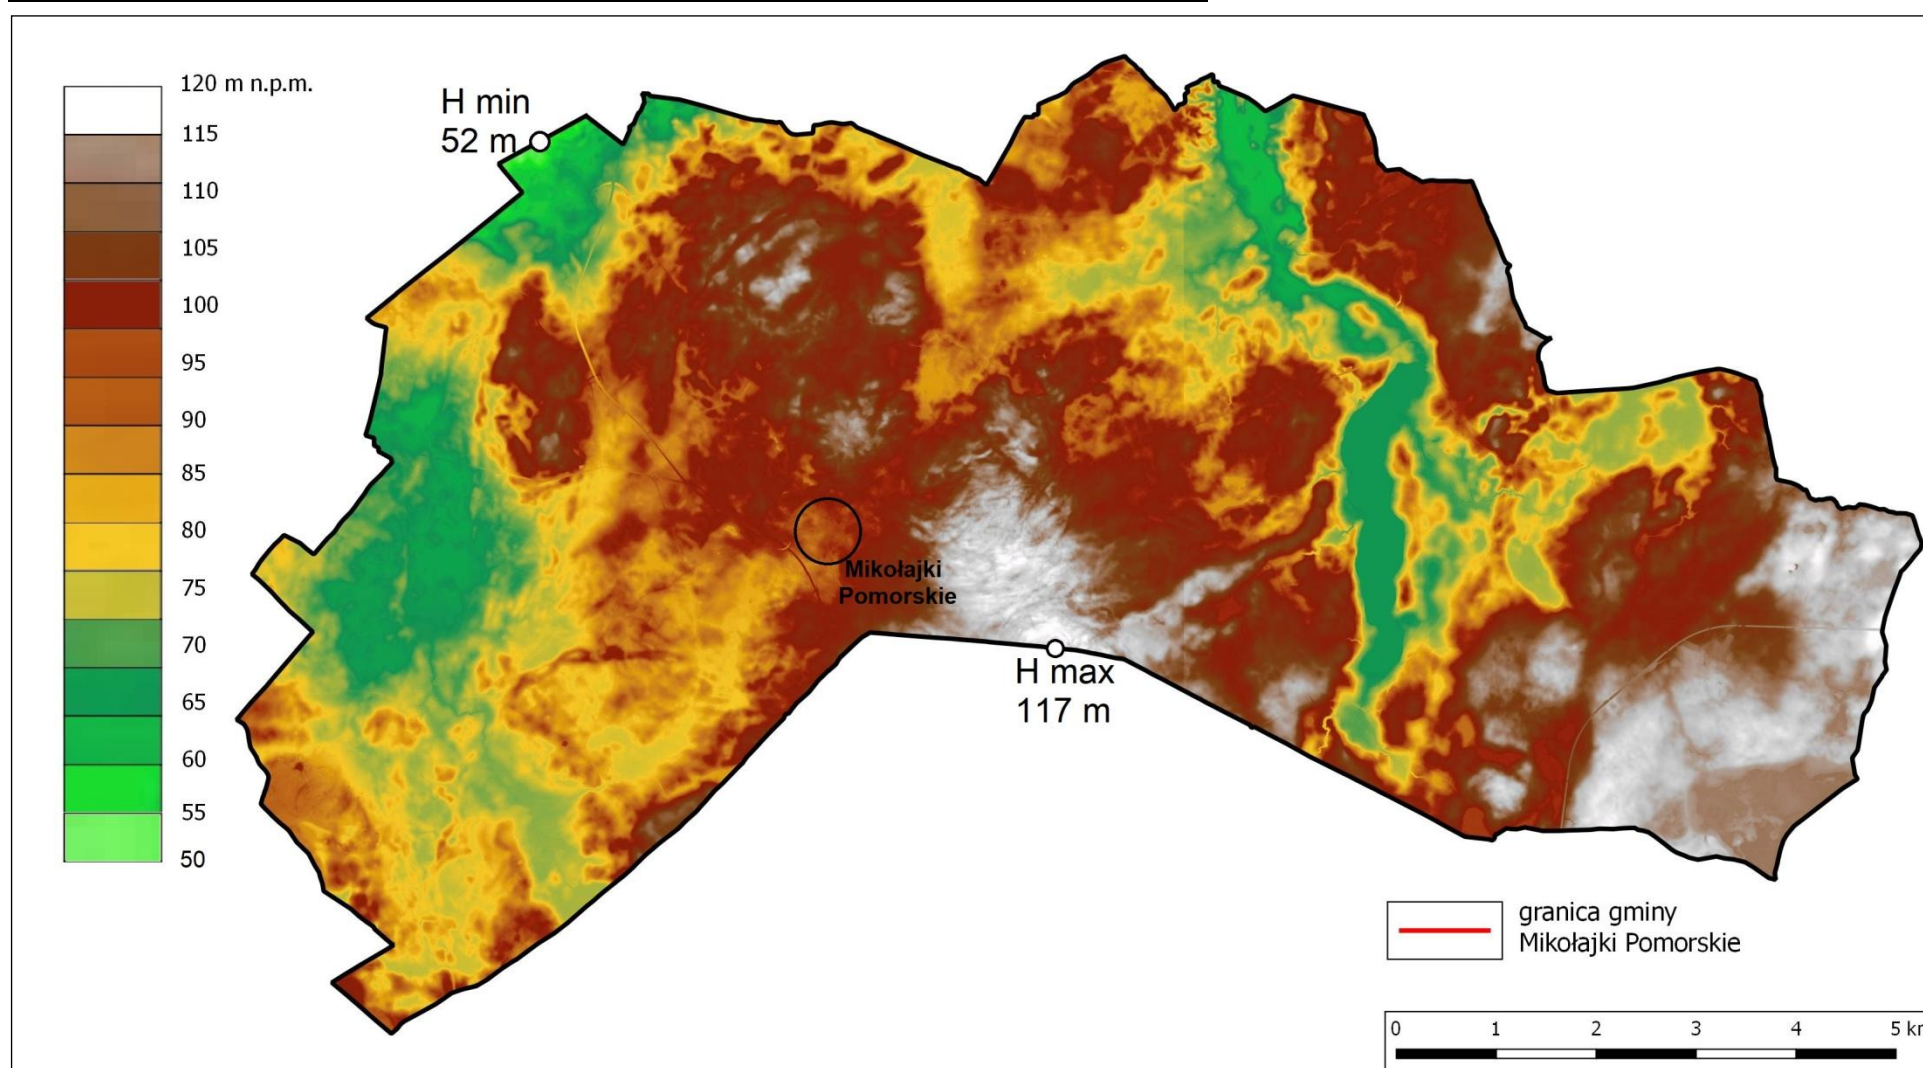 120 m n.p.m.
115
110
105
100
95
90
85
80
75
70
65
60
55
50
H min
52 m
Mikołajki
Pomorskie
H max
117 m
granica gminy
Mikołajki Pomorskie
0 1 2 3 4 5 km